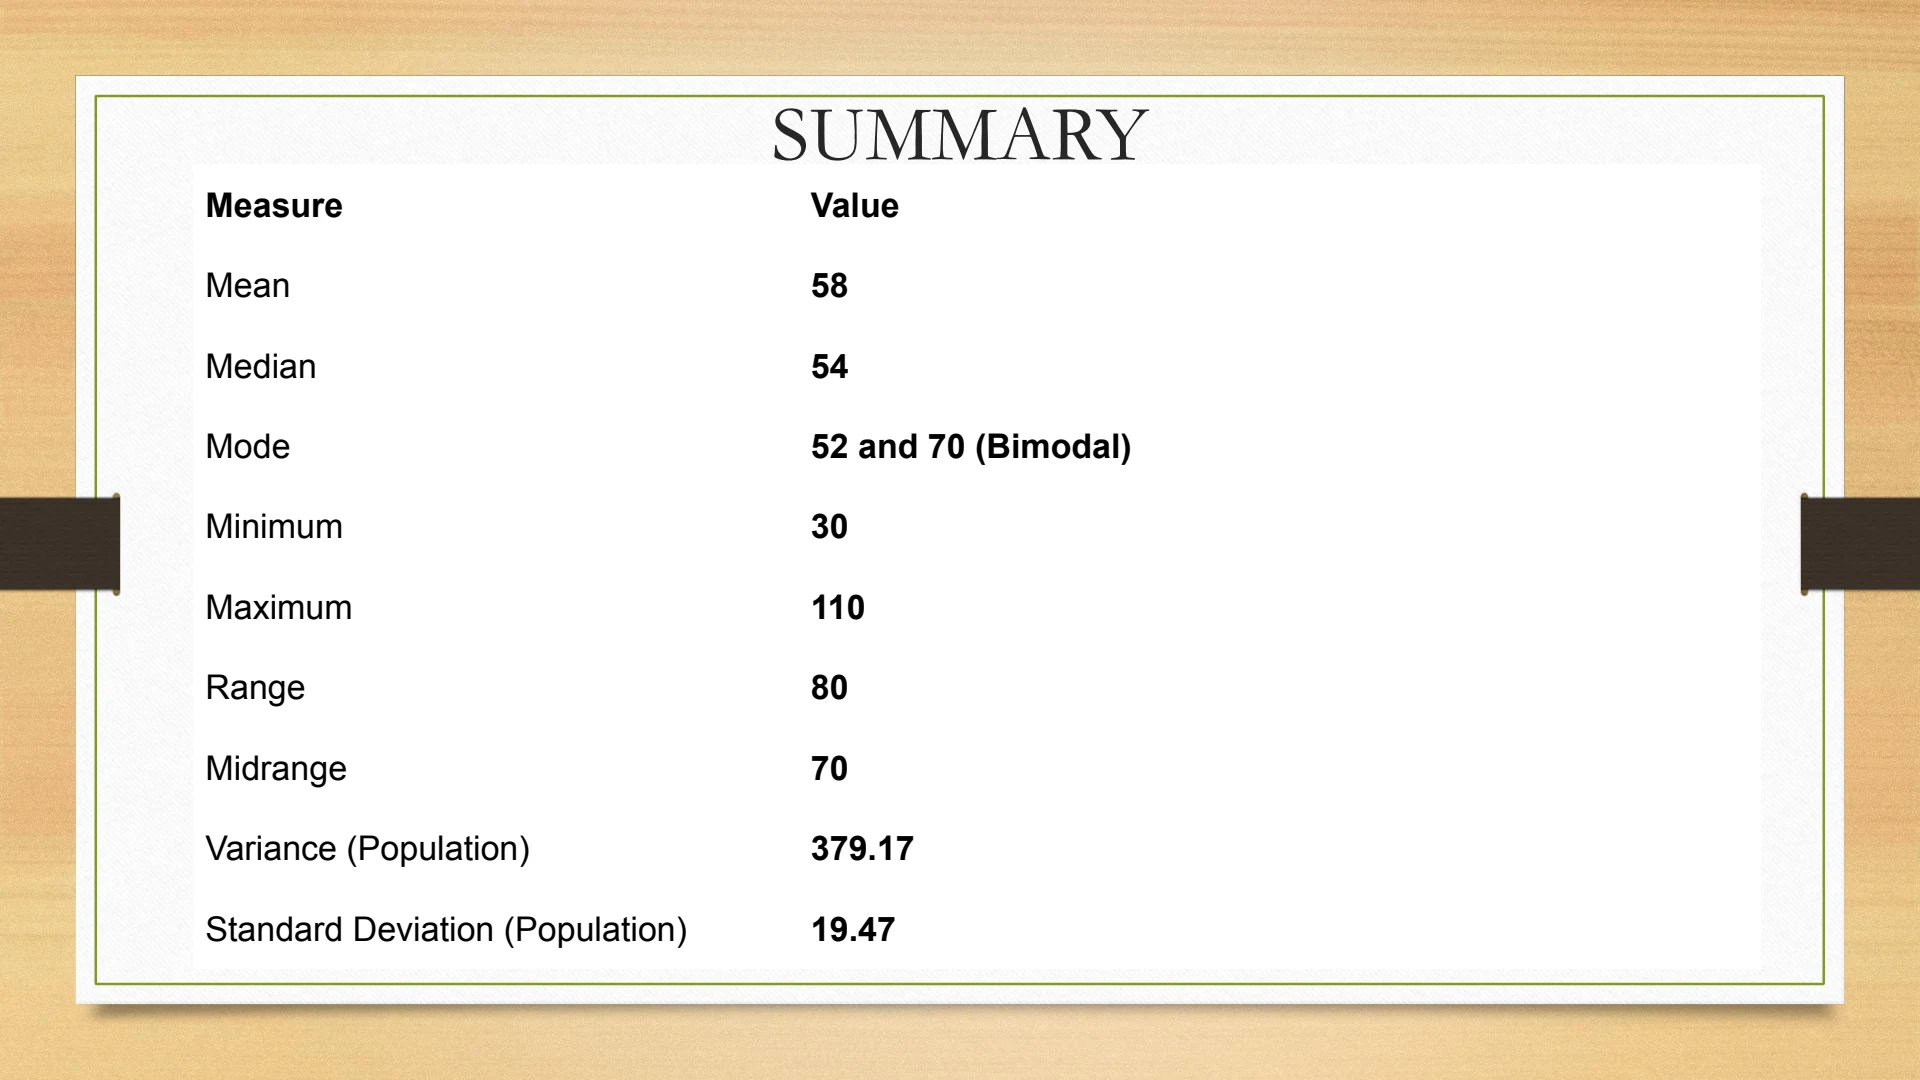 SUMMARY
Measure Value
Mean 58
Median 54
Mode 52 and 70 (Bimodal)
Minimum 30
Maximum 110
Range 80
Midrange 70
Variance (Population) 379.17
Standard Deviation (Population) 19.47